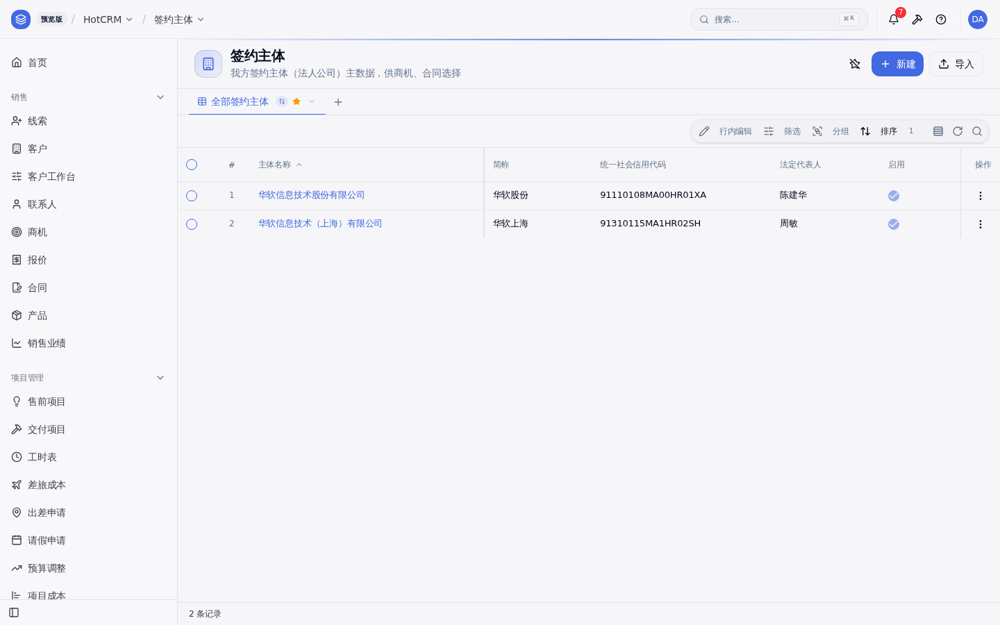 预览版 / HotCRM / 签约主体
搜索... ⌘K
7
DA
首页
销售
线索
客户
客户工作台
联系人
商机
报价
合同
产品
销售业绩
项目管理
售前项目
交付项目
工时表
差旅成本
出差申请
请假申请
预算调整
项目成本
签约主体
我方签约主体（法人公司）主数据，供商机、合同选择
新建 导入
全部签约主体
行内编辑 筛选 分组 排序 1
# 主体名称 简称 统一社会信用代码 法定代表人 启用 操作
1 华软信息技术股份有限公司 华软股份 91110108MA00HR01XA 陈建华
2 华软信息技术（上海）有限公司 华软上海 91310115MA1HR02SH 周敏
2 条记录